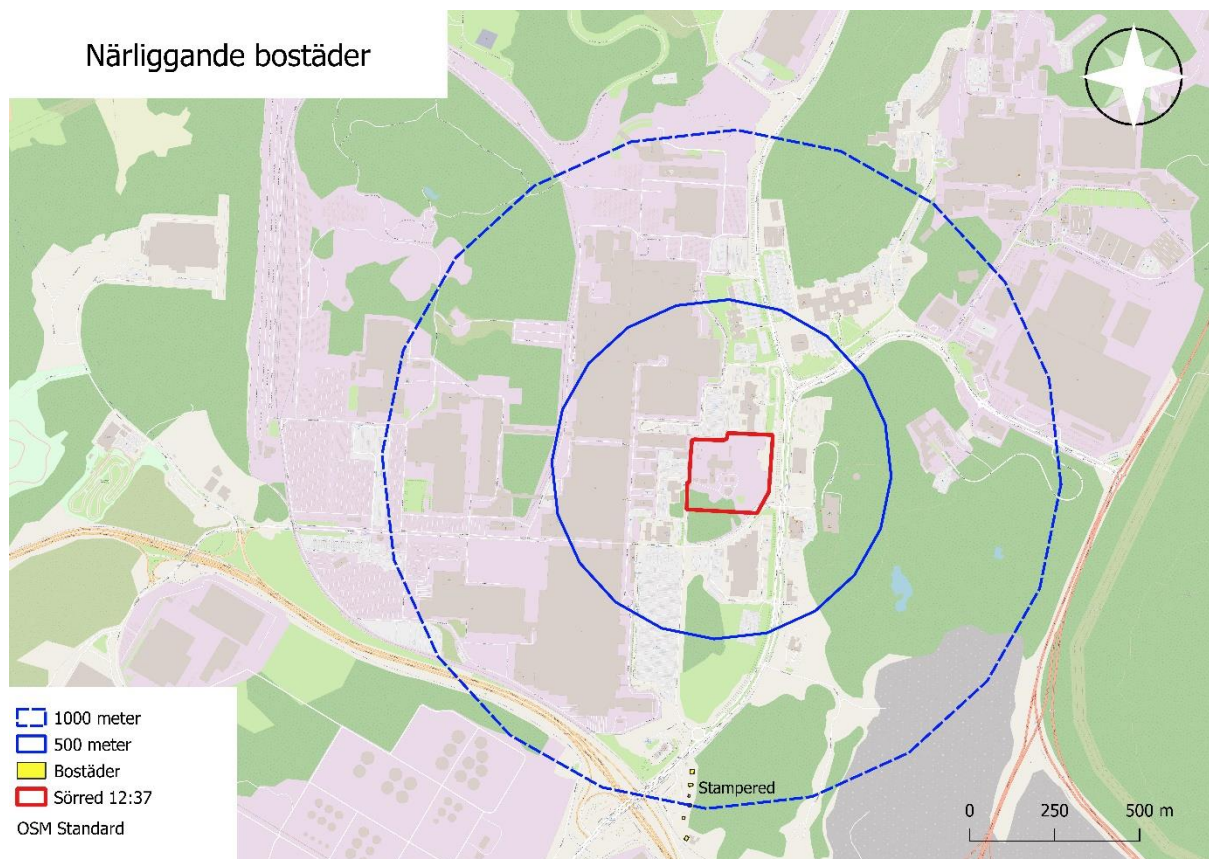 Närliggande bostäder
1000 meter
500 meter
Bostäder
Sörred 12:37
OSM Standard
Stampered
0 250 500 m